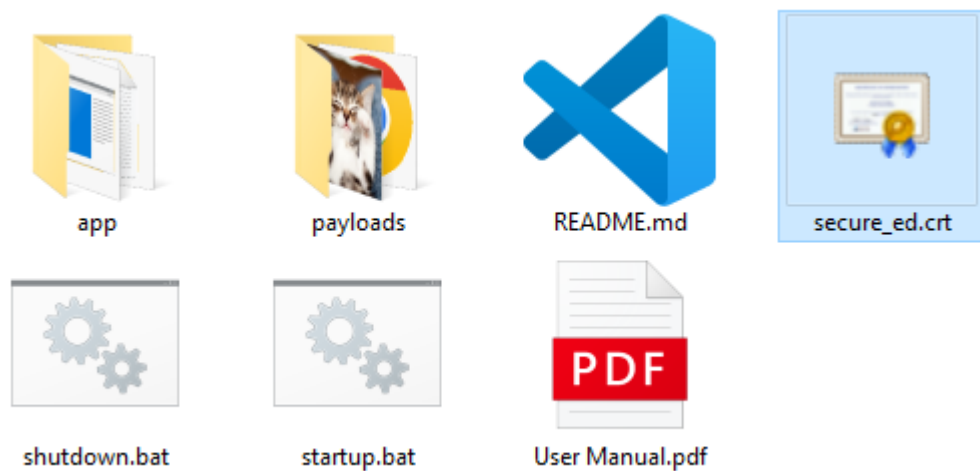 app
payloads
README.md
secure_ed.crt
shutdown.bat
startup.bat
PDF
User Manual.pdf